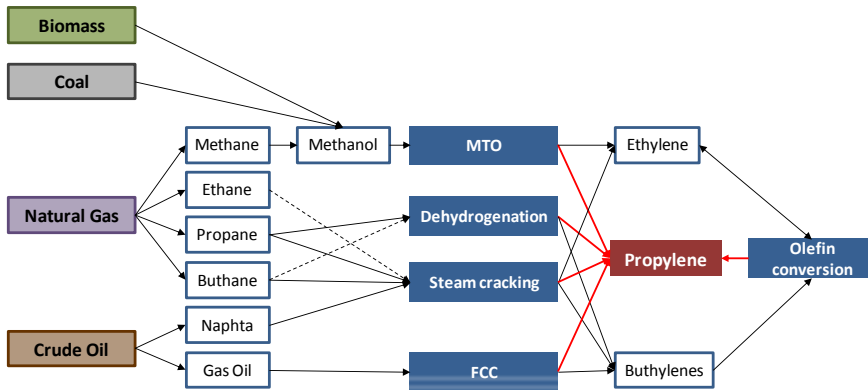 Biomass
Coal
Methane
Methanol
MTO
Ethylene
Ethane
Natural Gas
Dehydrogenation
Propane
Propylene
Olefin
conversion
Buthane
Steam cracking
Naphta
Crude Oil
Gas Oil
FCC
Buthylenes